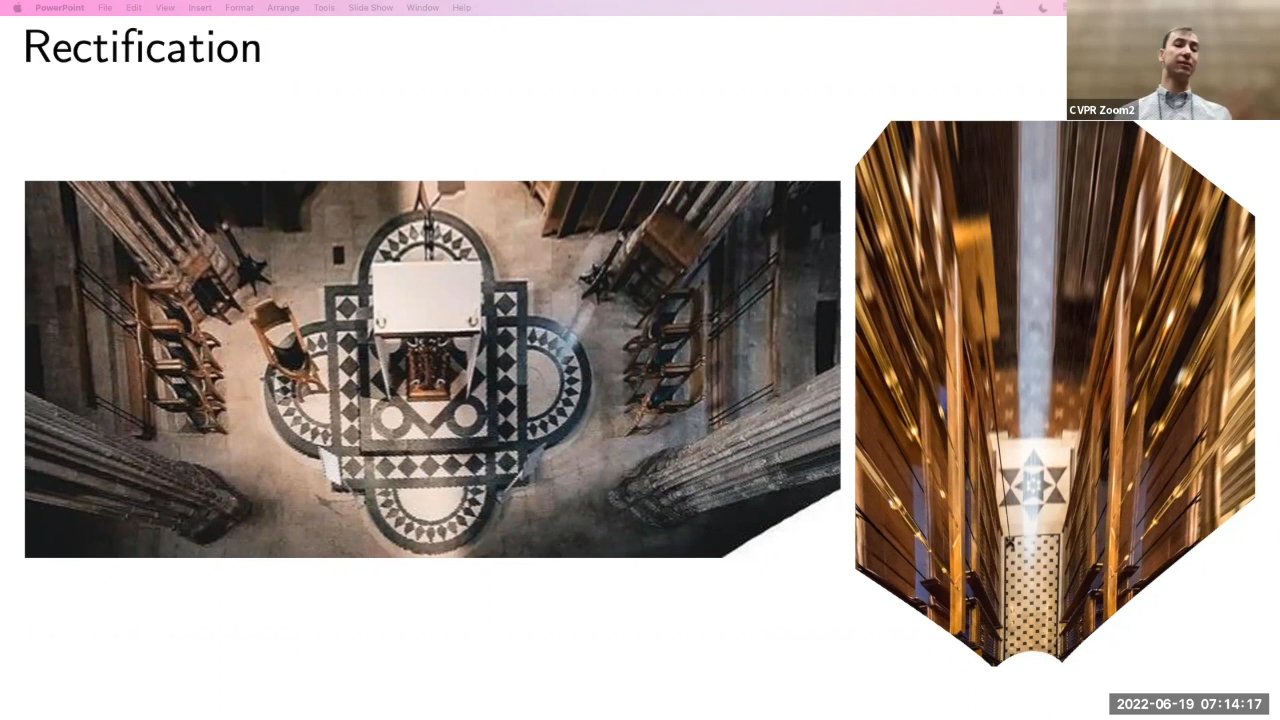 PowerPoint File Edit View Insert Format Arrange Tools Slide Show Window Help
Rectification
CVPR Zoom2
2022-06-19 07:14:17